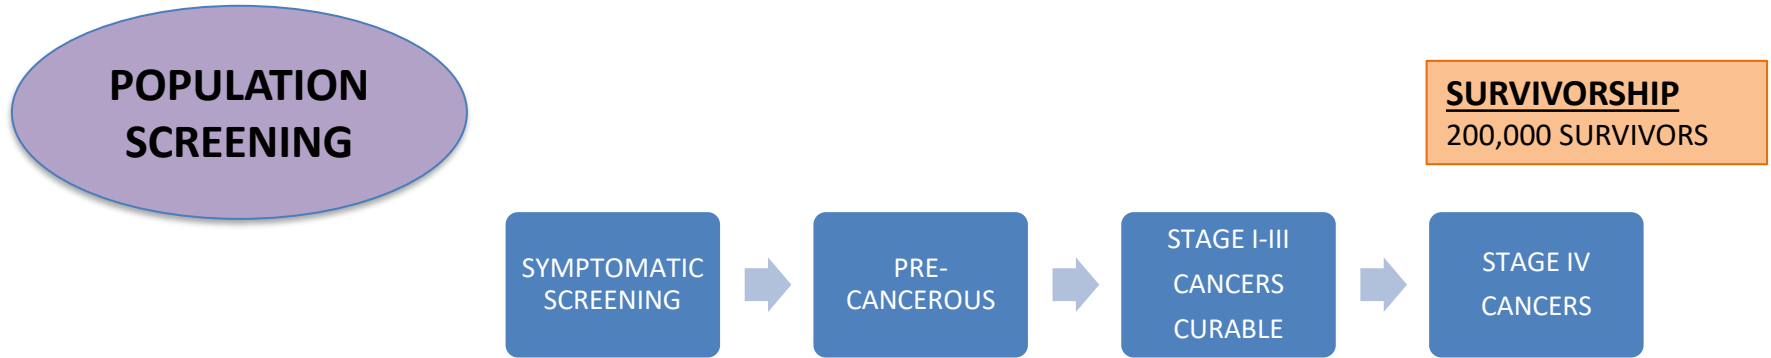 POPULATION
SCREENING
SURVIVORSHIP
200,000 SURVIVORS
SYMPTOMATIC
SCREENING
PRE-
CANCEROUS
STAGE I-III
CANCERS
CURABLE
STAGE IV
CANCERS